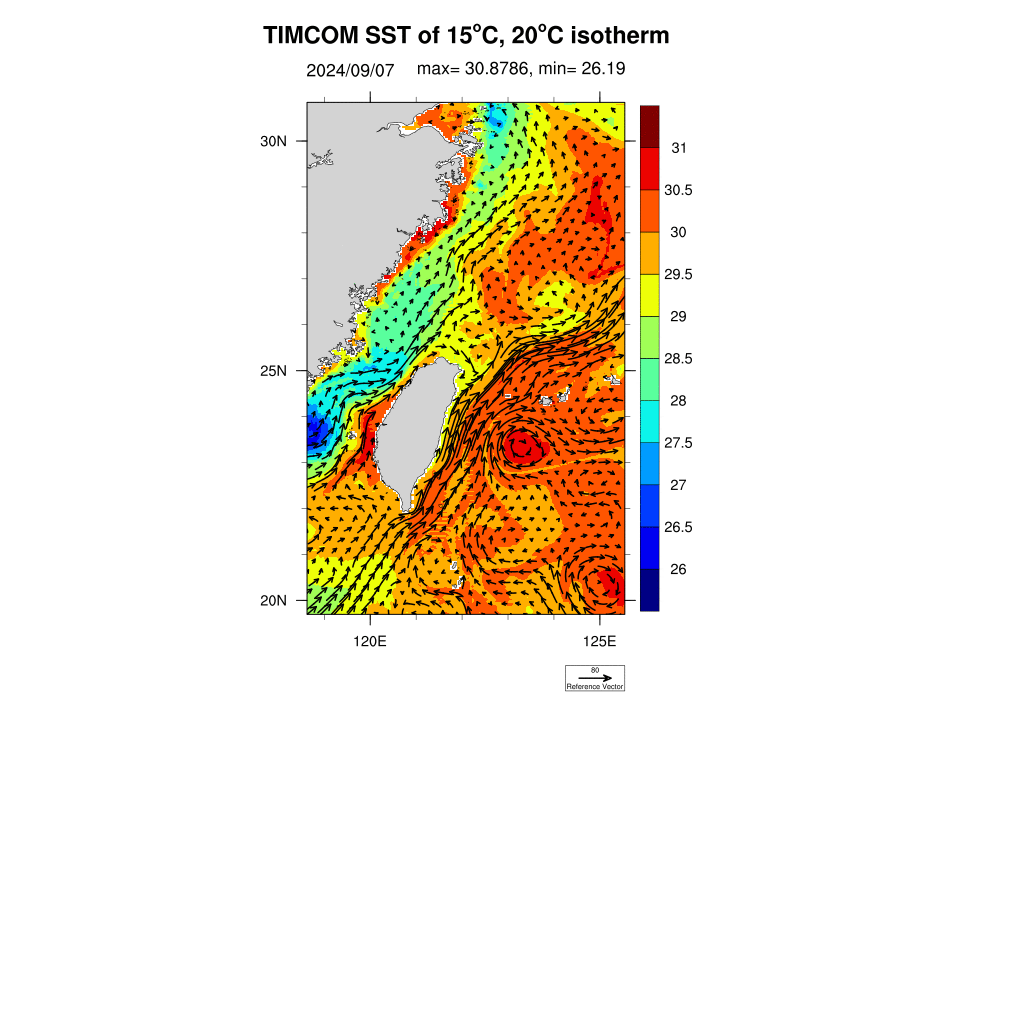 TIMCOM SST of 15°C, 20°C isotherm
2024/09/07 max= 30.8786, min= 26.19
30N
25N
20N
120E 125E
31
30.5
30
29.5
29
28.5
28
27.5
27
26.5
26
80
Reference Vector